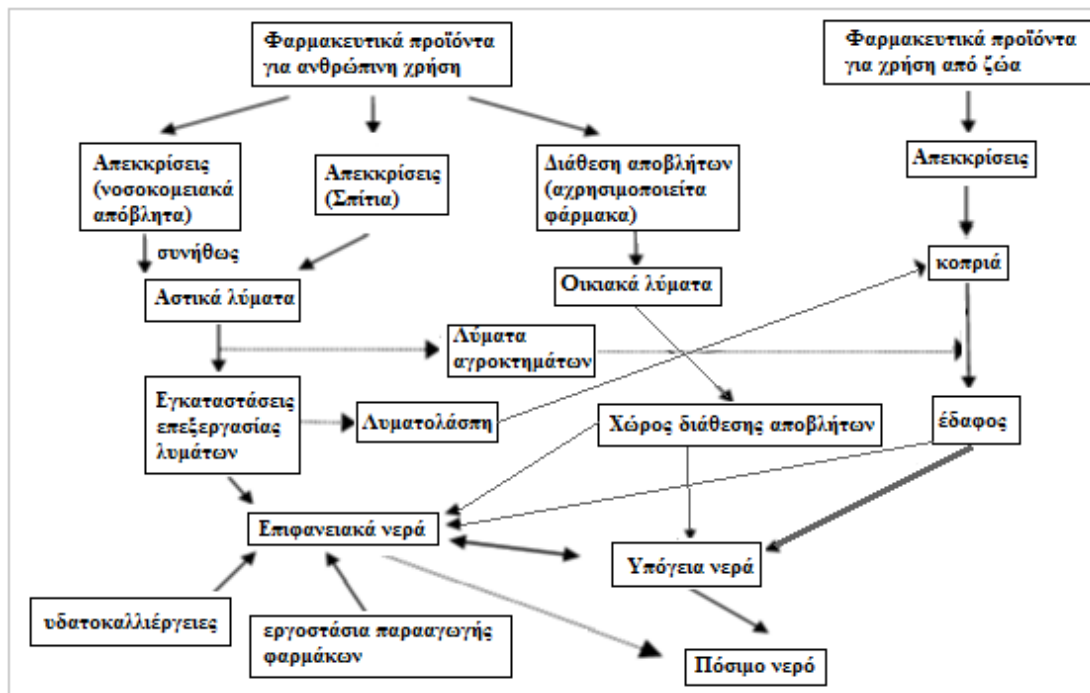 Φαρμακευτικά προϊόντα
για ανθρώπινη χρήση
Φαρμακευτικά προϊόντα
για χρήση από ζώα
Απεκκρίσεις
(νοσοκομειακά
απόβλητα)
Απεκκρίσεις
(Σπίτια)
Διάθεση αποβλήτων
(αχρησιμοποιείτα
φάρμακα)
Απεκκρίσεις
συνήθως
κοπριά
Αστικά λύματα
Οικιακά λύματα
Λύματα
αγροκτημάτων
Εγκαταστάσεις
επεξεργασίας
λυμάτων
Λυματολάσπη
Χώρος διάθεσης αποβλήτων
έδαφος
Επιφανειακά νερά
Υπόγεια νερά
υδατοκαλλιέργειες
εργοστάσια παρααγωγής
φαρμάκων
Πόσιμο νερό